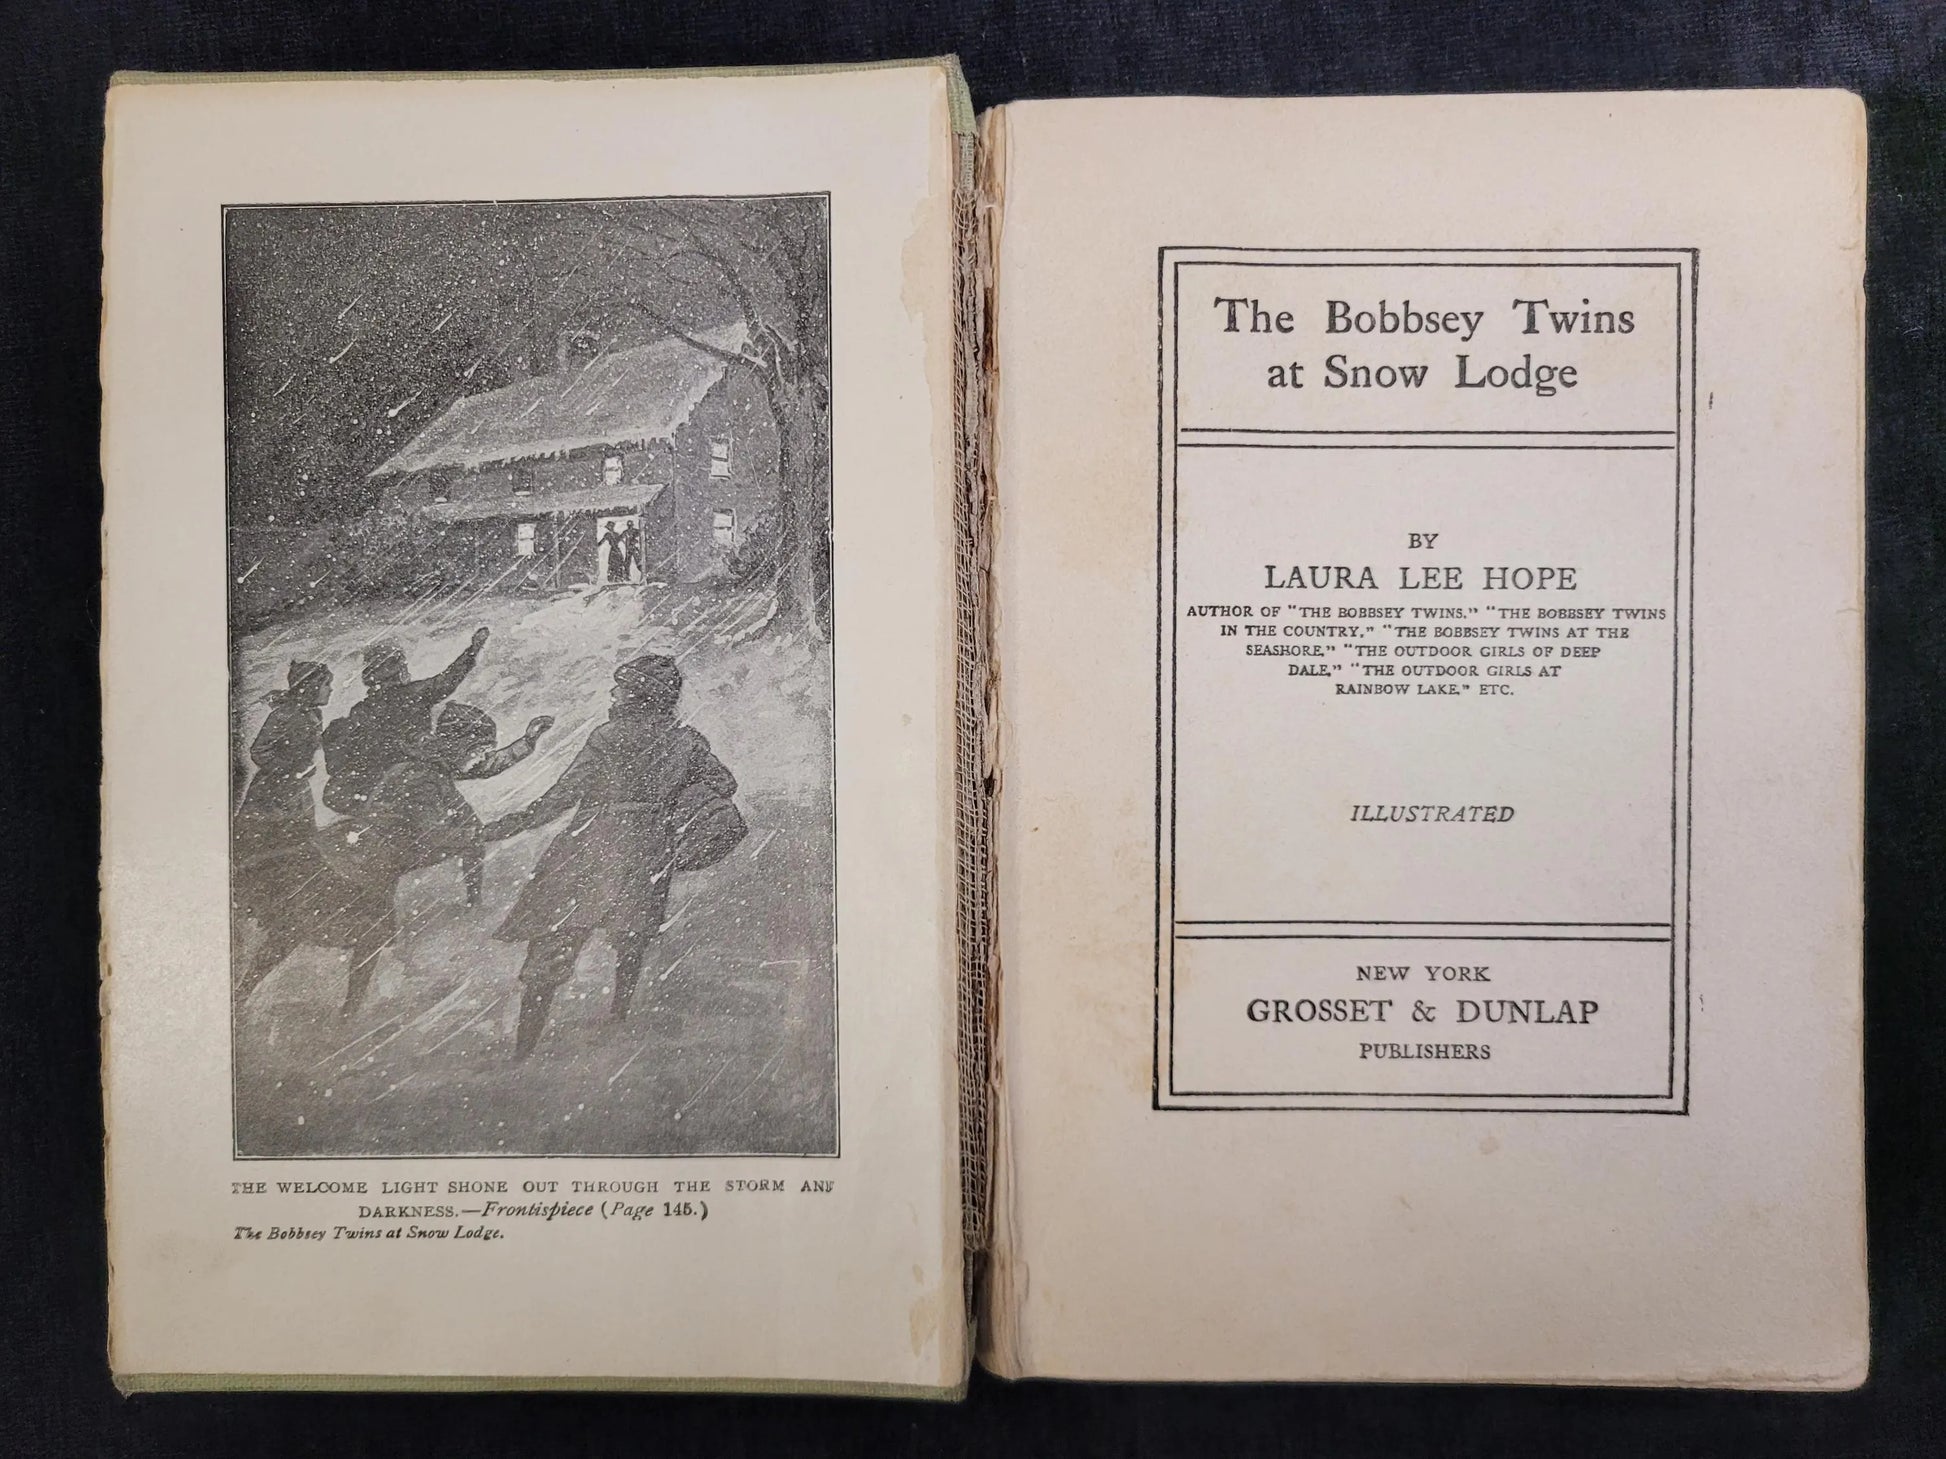 THE WELCOME LIGHT SHONE OUT THROUGH THE STORM AND
DARKNESS.—Frontispiece (Page 145.)
The Bobbsey Twins at Snow Lodge.
The Bobbsey Twins
at Snow Lodge
BY
LAURA LEE HOPE
AUTHOR OF "THE BOBBSEY TWINS," "THE BOBBSEY TWINS
IN THE COUNTRY," "THE BOBBSEY TWINS AT THE
SEASHORE," "THE OUTDOOR GIRLS OF DEEP
DALE," "THE OUTDOOR GIRLS AT
RAINBOW LAKE," ETC.
ILLUSTRATED
NEW YORK
GROSSET & DUNLAP
PUBLISHERS